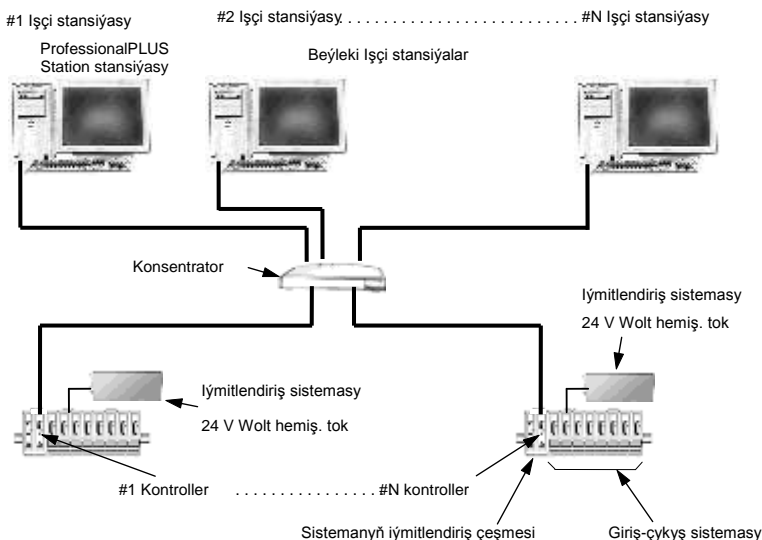 #1 Işçi stansiýasy
#2 Işçi stansiýasy. . . . . . . . . . . . . . . . . . . . . . . . #N Işçi stansiýasy
ProfessionalPLUS
Station stansiýasy
Beýleki Işçi stansiýalar
Konsentrator
Iýmitlendiriş sistemasy
24 V Wolt hemiş. tok
Iýmitlendiriş sistemasy
24 V Wolt hemiş. tok
#1 Kontroller . . . . . . . . . . . . . . . #N kontroller
Sistemanyň iýmitlendiriş çeşmesi
Giriş-çykyş sistemasy